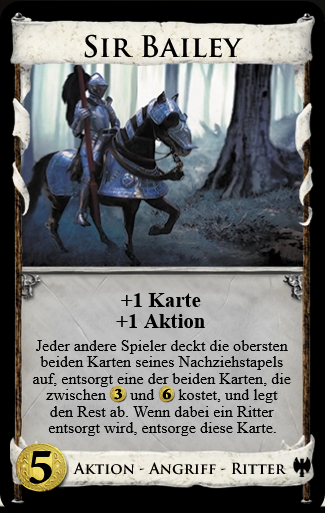 Sir Bailey
+1 Karte
+1 Aktion
Jeder andere Spieler deckt die obersten
beiden Karten seines Nachziehstapels
auf, entsorgt eine der beiden Karten, die
zwischen 3 und 6 kostet, und legt
den Rest ab. Wenn dabei ein Ritter
entsorgt wird, entsorge diese Karte.
5 Aktion - Angriff - Ritter